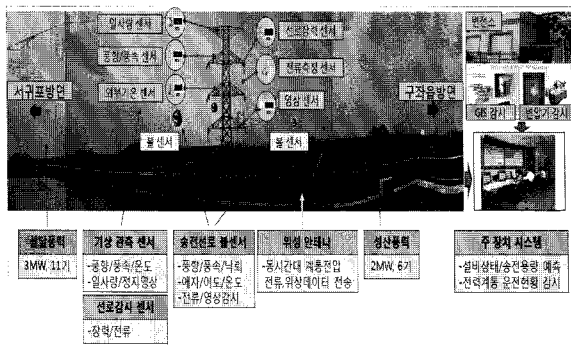 일사량 센서
선로장력 센서
변전소
풍향/풍속 센서
전류측정 센서
서귀포방면
외부기온 센서
영상 센서
구좌읍방면
볼 센서
볼 센서
GIS 감시
변압기감시
3MW, 11기
기상 관측 센서
-풍향/풍속/온도
-일사량/정지영상
선로감시 센서
-장력/전류
송전선로 볼센서
-풍향/풍속/낙뢰
-애자/이도/온도
-전류/영상감시
위성 안테나
-동시간대 계통전압
전류,위상데이터 전송
성산풍력
2MW, 6기
주 장치 시스템
-설비상태/송전용량 예측
-전력계통 운전현황 감시